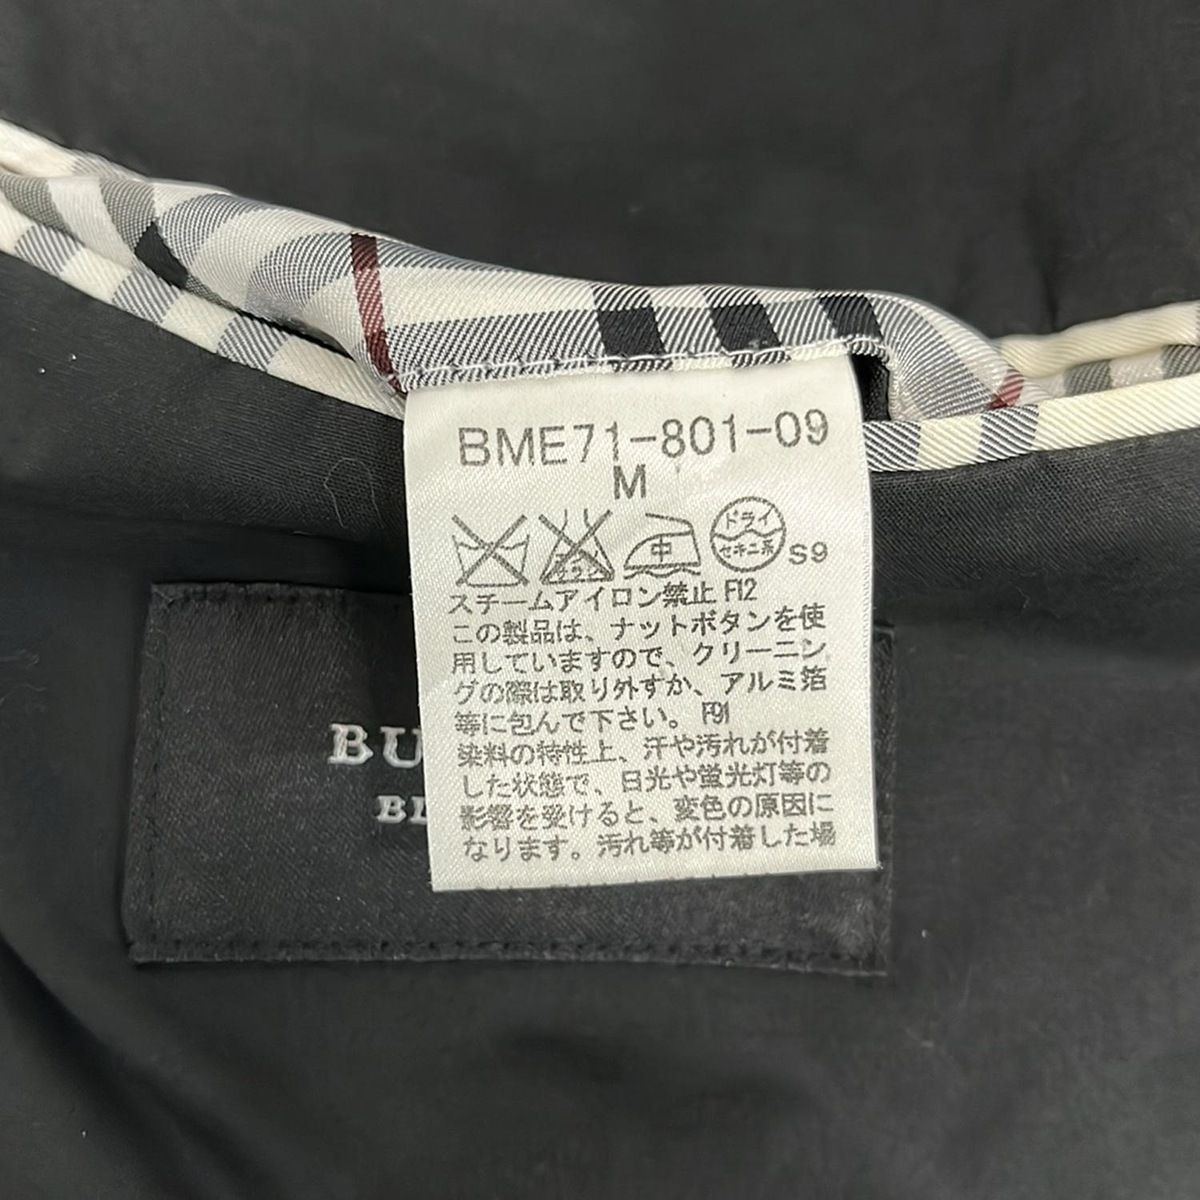 BME71-801-09
M
ドライ
セキユ系
中
S9
スチームアイロン禁止 F12
この製品は、ナットボタンを使
用していますので、クリーニン
グの際は取り外すか、アルミ箔
等に包んで下さい。 F91
染料の特性上、汗や汚れが付着
した状態で、日光や蛍光灯等の
影響を受けると、変色の原因に
なります。汚れ等が付着した場
BU
BL